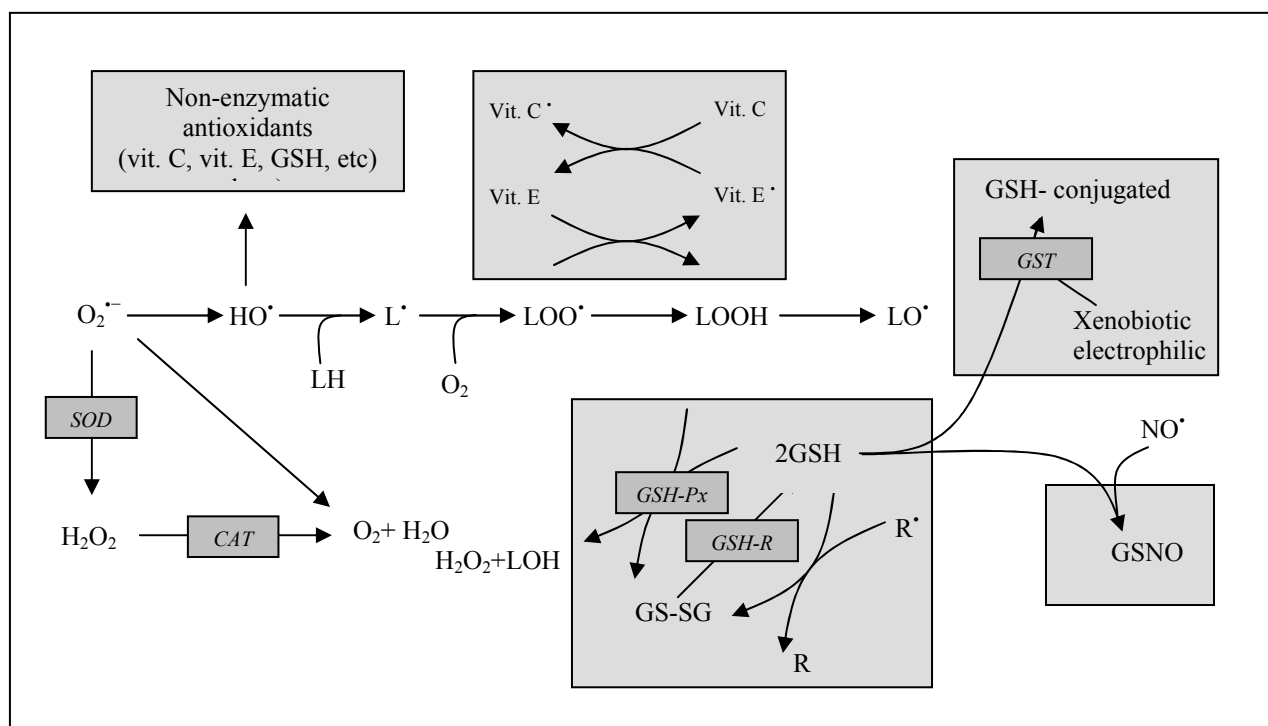 Non-enzymatic
antioxidants
(vit. C, vit. E, GSH, etc)
Vit. C• Vit. C
Vit. E Vit. E•
GSH- conjugated
GST
Xenobiotic
electrophilic
O₂•− HO• L• LOO• LOOH LO•
LH O₂
SOD
NO•
2GSH
GSH-Px
H₂O₂ CAT O₂+ H₂O
H₂O₂+LOH
GSH-R
R•
GSNO
GS-SG
R